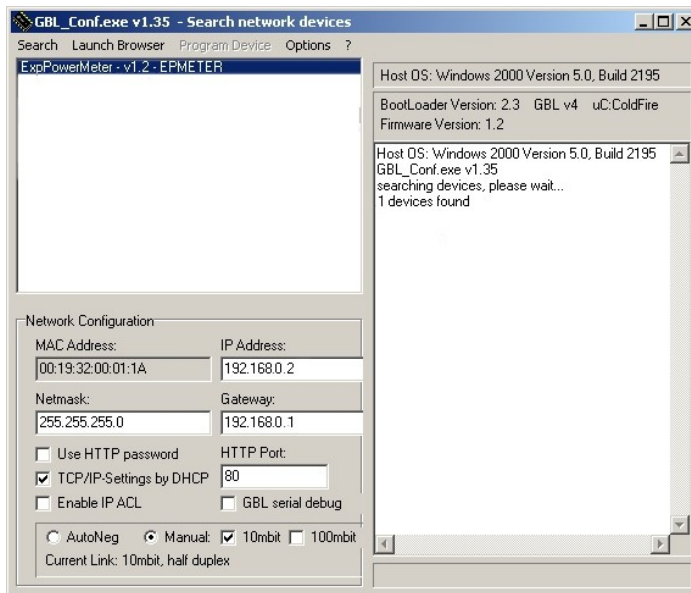 GBL_Conf.exe v1.35 - Search network devices
Search Launch Browser Program Device Options ?
ExpPowerMeter - v1.2 - EPMETER
Host OS: Windows 2000 Version 5.0, Build 2195
BootLoader Version: 2.3 GBL v4 uC:ColdFire
Firmware Version: 1.2
Host OS: Windows 2000 Version 5.0, Build 2195
GBL_Conf.exe v1.35
searching devices, please wait...
1 devices found
Network Configuration
MAC Address: IP Address:
00:19:32:00:01:1A 192.168.0.2
Netmask: Gateway:
255.255.255.0 192.168.0.1
Use HTTP password HTTP Port:
TCP/IP-Settings by DHCP 80
Enable IP ACL GBL serial debug
AutoNeg Manual: 10mbit 100mbit
Current Link: 10mbit, half duplex